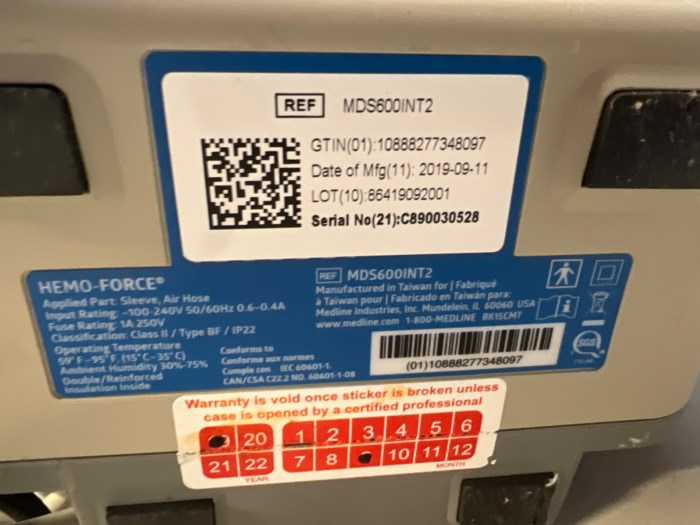 REF MDS600INT2
GTIN(01):10888277348097
Date of Mfg(11): 2019-09-11
LOT(10):86419092001
Serial No(21):C890030528
HEMO-FORCE®
Applied Part: Sleeve, Air Hose
Input Rating: ~100-240V 50/60Hz 0.6-0.4A
Fuse Rating: 1A 250V
Classification: Class II / Type BF / IP22
Operating Temperature
59°F-95°F, (15°C-35°C)
Ambient Humidity 30%-75%
Double/Reinforced
Insulation Inside
Conforms to
Conforme aux normes
Cumple con IEC 60601-1.
CAN/CSA C22.2 NO. 60601-1-08
REF MDS600INT2
Manufactured in Taiwan for | Fabriqué
à Taiwan pour | Fabricado en Taiwán para:
Medline Industries, Inc. Mundelein, IL 60060 USA
www.medline.com 1-800-MEDLINE RK15CMT
(01)10888277348097
SGS
Warranty is void once sticker is broken unless
case is opened by a certified professional
20 1 2 3 4 5 6
21 22 7 8 10 11 12
YEAR MONTH